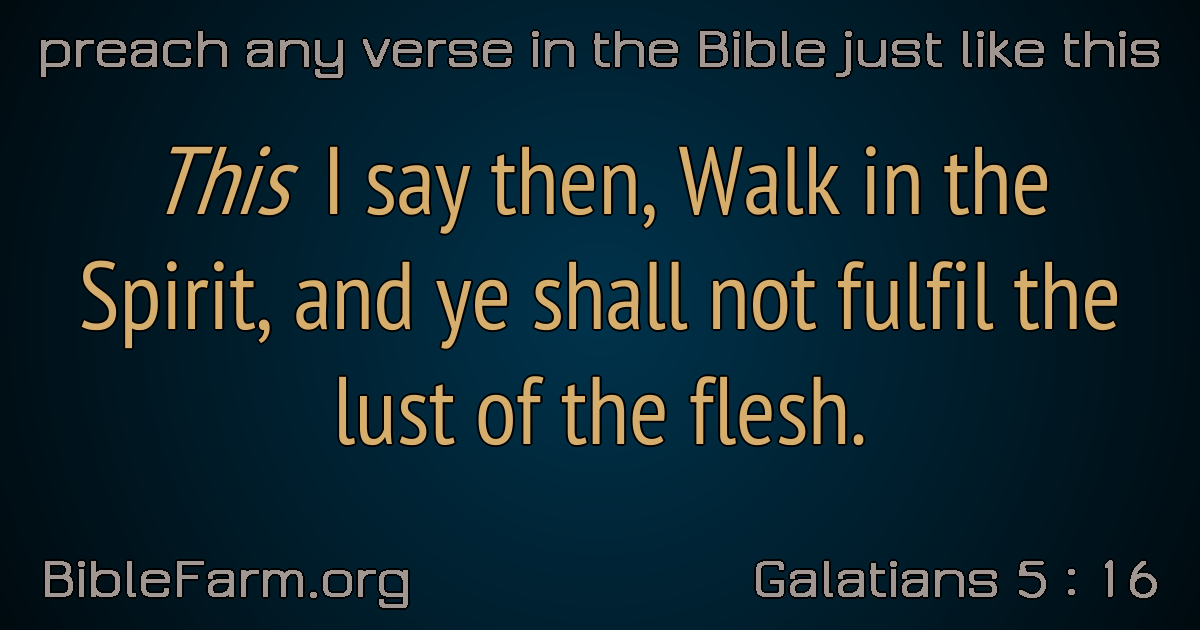 preach any verse in the Bible just like this
This I say then, Walk in the
Spirit, and ye shall not fulfil the
lust of the flesh.
BibleFarm.org
Galatians 5 : 16